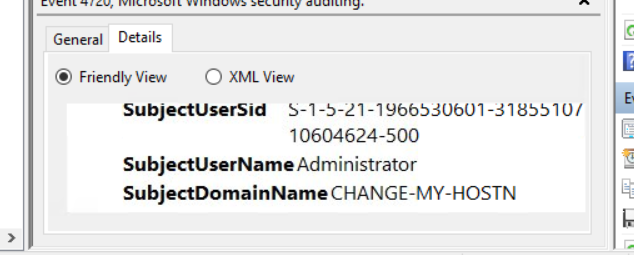 Event 4720, Microsoft Windows security auditing.
General Details
Friendly View XML View
SubjectUserSid S-1-5-21-1966530601-31855107
10604624-500
SubjectUserName Administrator
SubjectDomainName CHANGE-MY-HOSTN